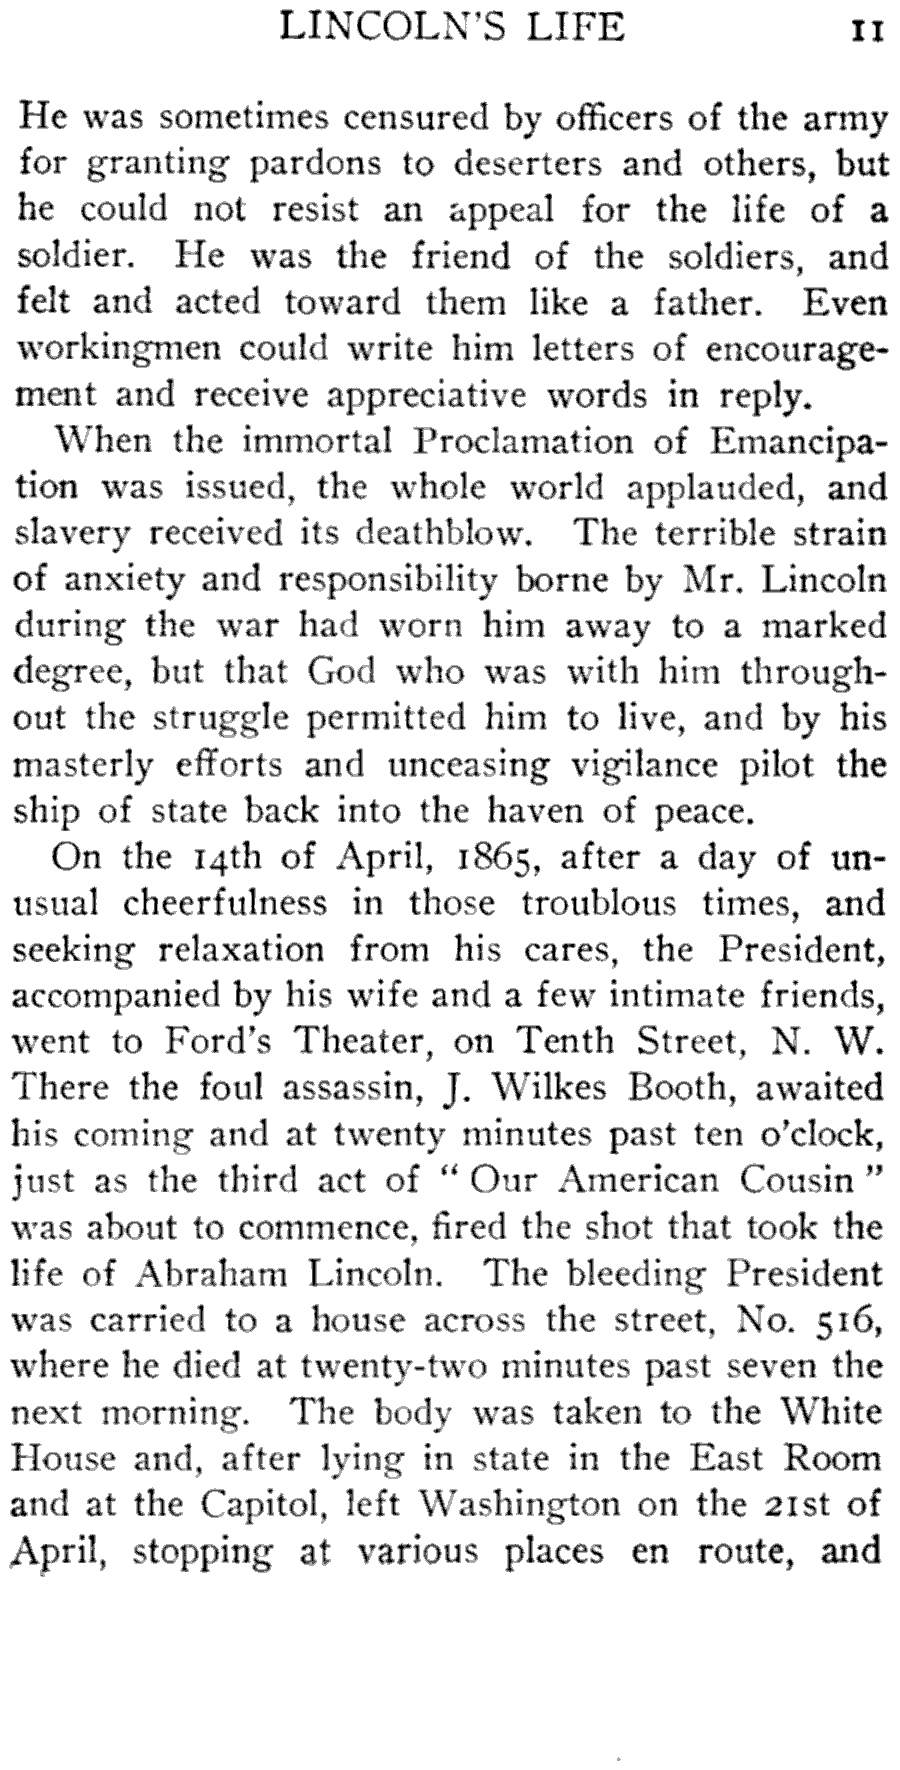 LINCOLN'S LIFE 11
He was sometimes censured by officers of the army
for granting pardons to deserters and others, but
he could not resist an appeal for the life of a
soldier. He was the friend of the soldiers, and
felt and acted toward them like a father. Even
workingmen could write him letters of encourage-
ment and receive appreciative words in reply.
When the immortal Proclamation of Emancipa-
tion was issued, the whole world applauded, and
slavery received its deathblow. The terrible strain
of anxiety and responsibility borne by Mr. Lincoln
during the war had worn him away to a marked
degree, but that God who was with him through-
out the struggle permitted him to live, and by his
masterly efforts and unceasing vigilance pilot the
ship of state back into the haven of peace.
On the 14th of April, 1865, after a day of un-
usual cheerfulness in those troublous times, and
seeking relaxation from his cares, the President,
accompanied by his wife and a few intimate friends,
went to Ford's Theater, on Tenth Street, N. W.
There the foul assassin, J. Wilkes Booth, awaited
his coming and at twenty minutes past ten o'clock,
just as the third act of “ Our American Cousin ”
was about to commence, fired the shot that took the
life of Abraham Lincoln. The bleeding President
was carried to a house across the street, No. 516,
where he died at twenty-two minutes past seven the
next morning. The body was taken to the White
House and, after lying in state in the East Room
and at the Capitol, left Washington on the 21st of
April, stopping at various places en route, and